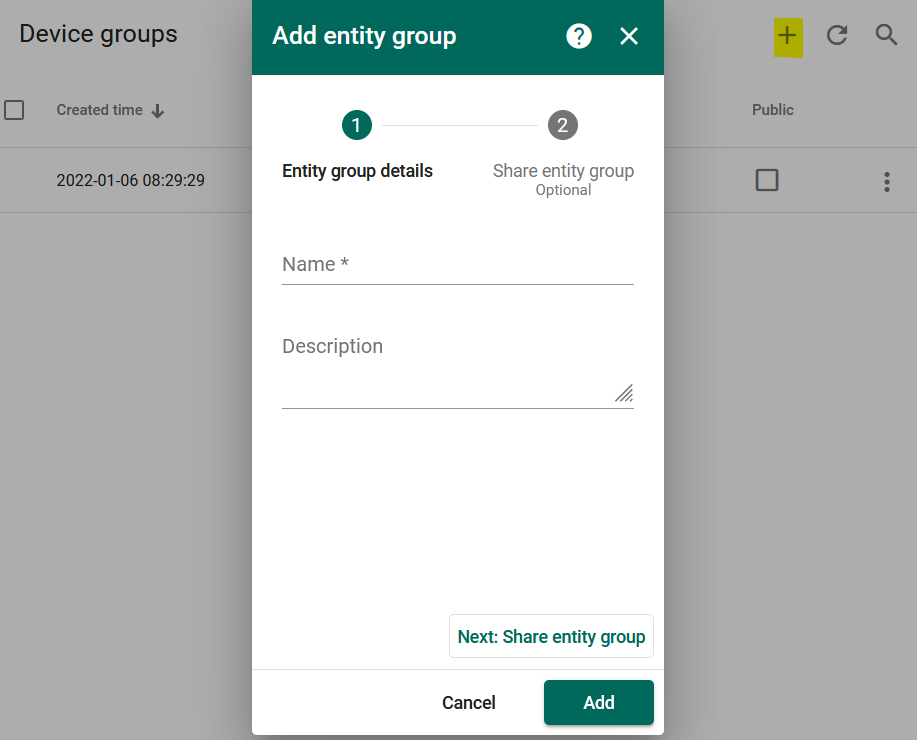 Device groups
Add entity group
?
Created time
Public
1
2
Entity group details
Share entity group
Optional
2022-01-06 08:29:29
Name *
Description
Next: Share entity group
Cancel
Add